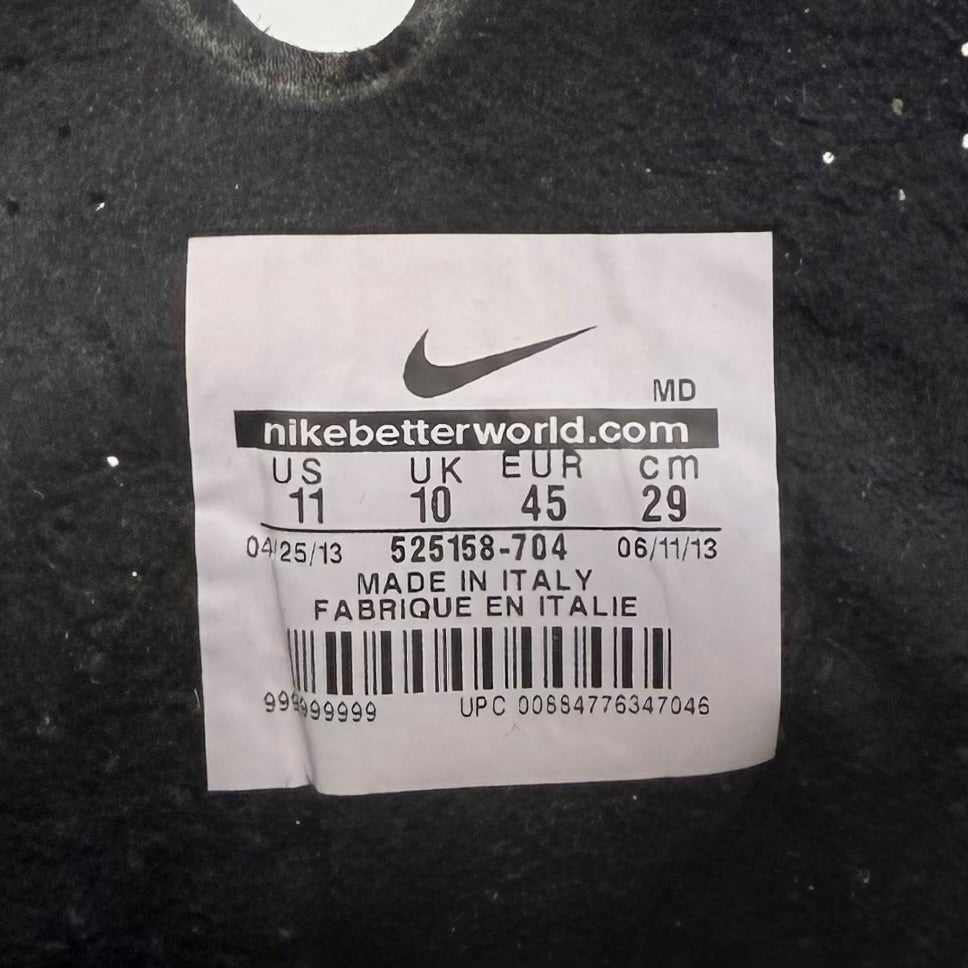 MD
nikebetterworld.com
US UK EUR cm
11 10 45 29
04/25/13 525158-704 06/11/13
MADE IN ITALY
FABRIQUE EN ITALIE
999999999 UPC 00884776347046